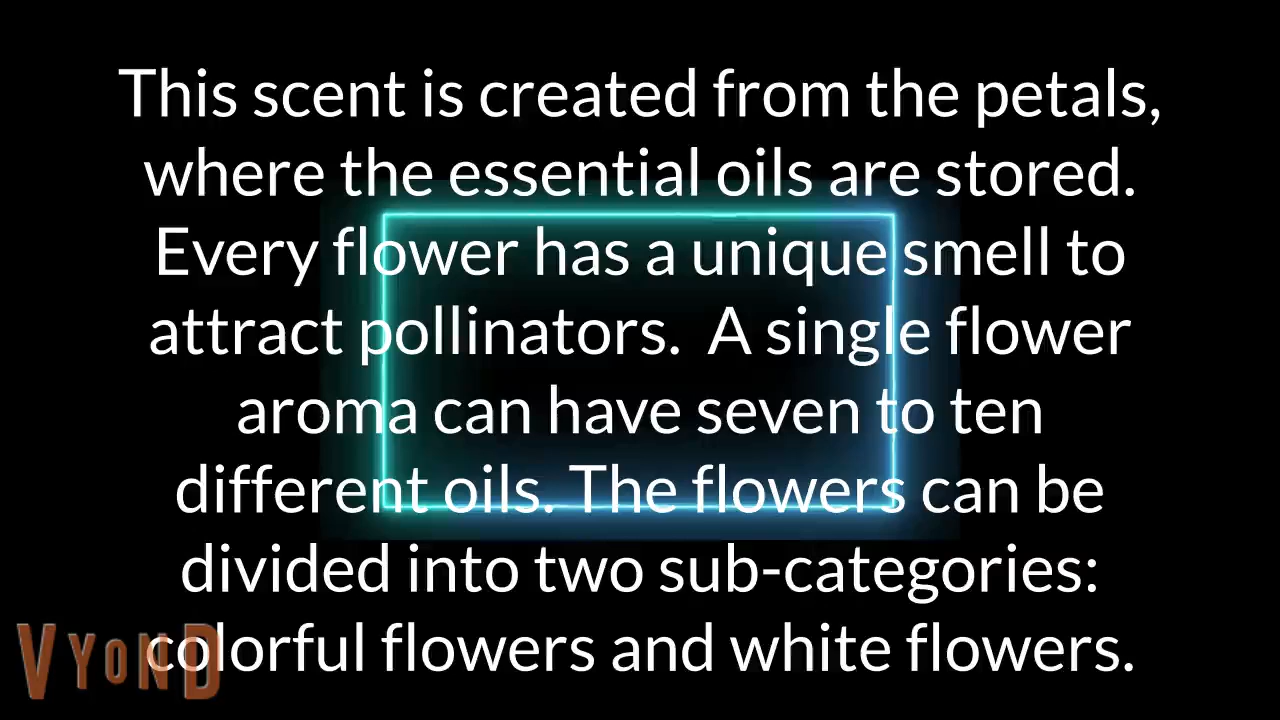 This scent is created from the petals,
where the essential oils are stored.
Every flower has a unique smell to
attract pollinators.  A single flower
aroma can have seven to ten
different oils. The flowers can be
divided into two sub-categories:
colorful flowers and white flowers.
VYOND